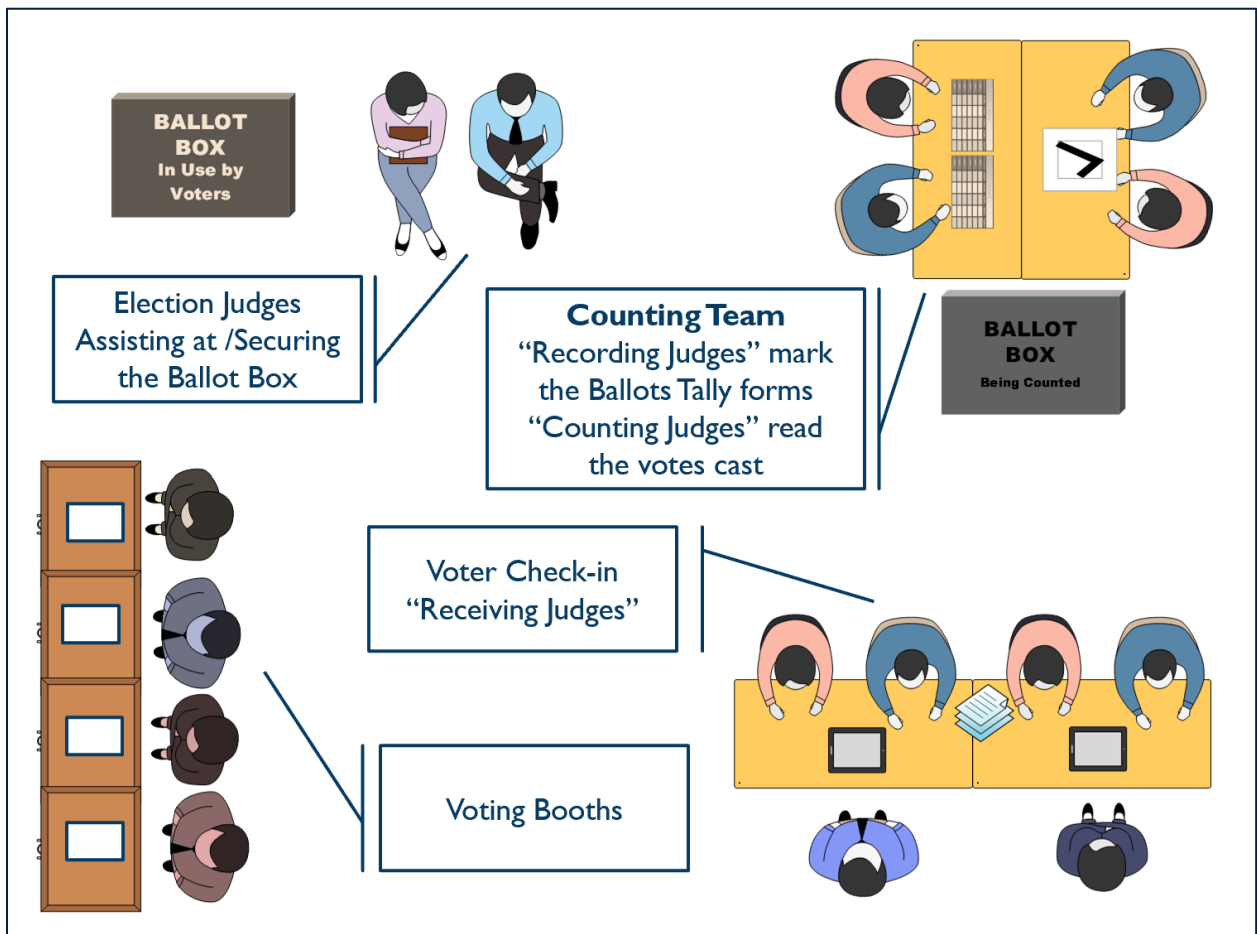 BALLOT
BOX
In Use by
Voters
Election Judges
Assisting at /Securing
the Ballot Box
Counting Team
“Recording Judges” mark
the Ballots Tally forms
“Counting Judges” read
the votes cast
BALLOT
BOX
Being Counted
Voter Check-in
“Receiving Judges”
Voting Booths